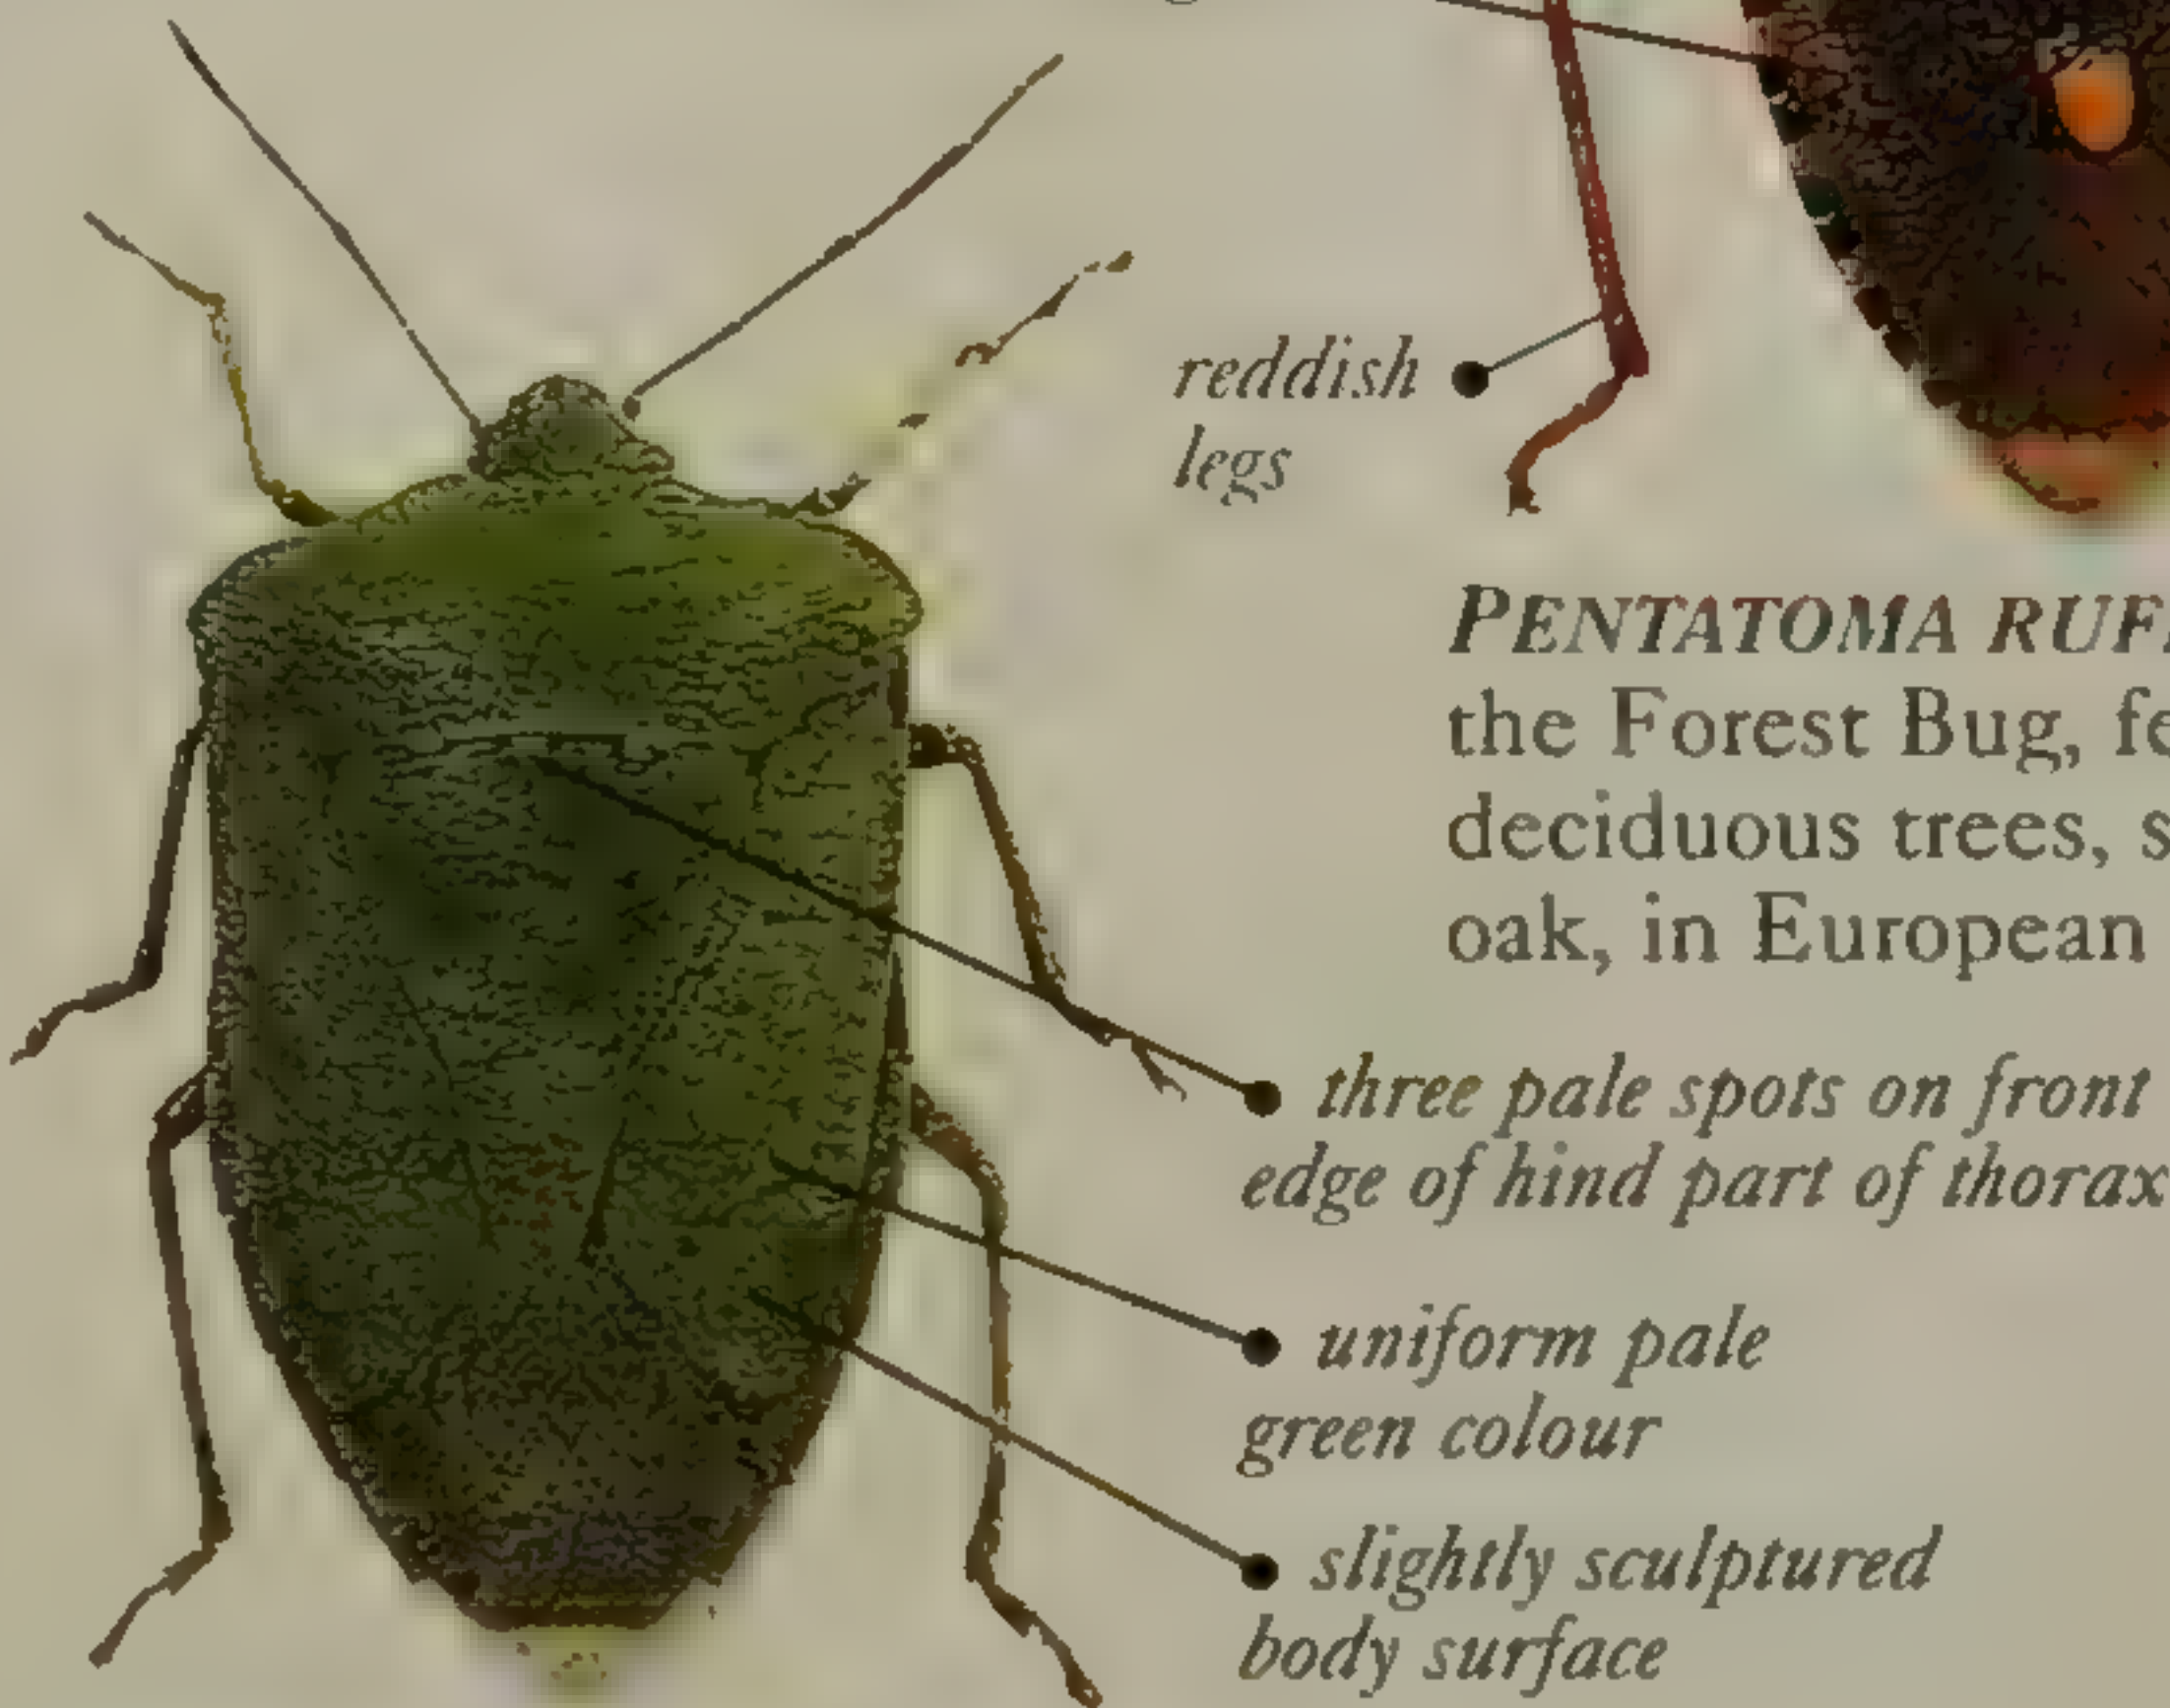 reddish
legs
PENTATOMA RUF
the Forest Bug, fe
deciduous trees, s
oak, in European
three pale spots on front
edge of hind part of thorax
uniform pale
green colour
slightly sculptured
body surface